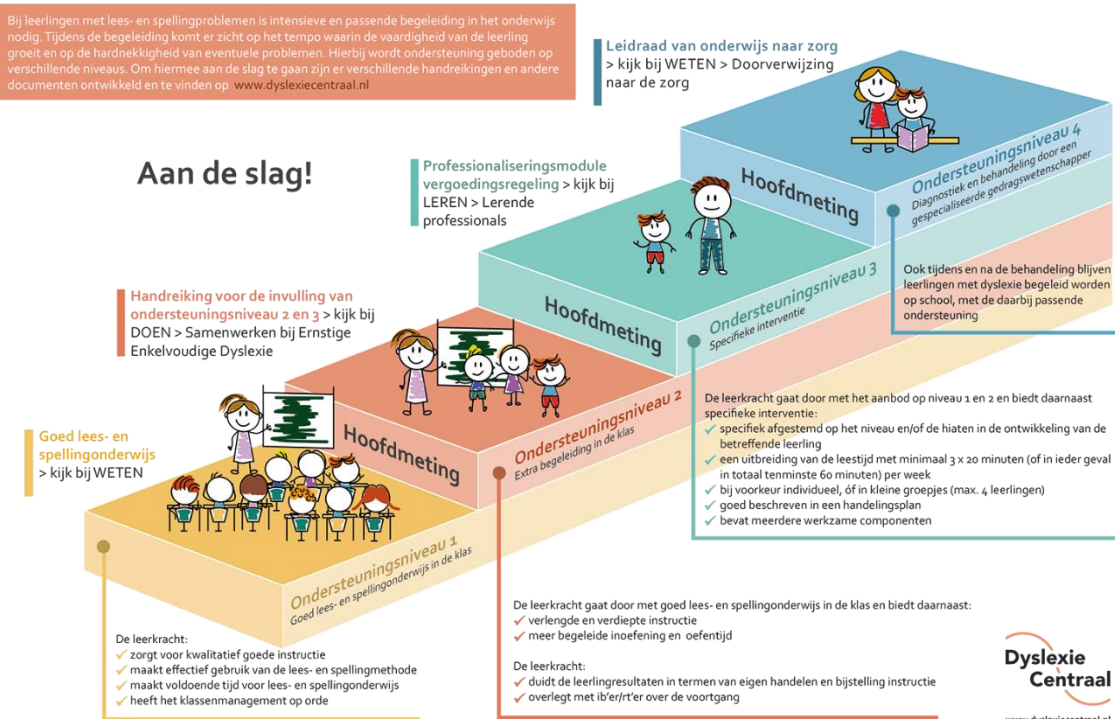 Bij leerlingen met lees- en spellingproblemen is intensieve en passende begeleiding in het onderwijs
nodig. Tijdens de begeleiding komt er zicht op het tempo waarin de vaardigheid van de leerling
groeit en op de hardnekkigheid van eventuele problemen. Hierbij wordt ondersteuning geboden op
verschillende niveaus. Om hiermee aan de slag te gaan zijn er verschillende handreikingen en andere
documenten ontwikkeld en te vinden op www.dyslexiecentraal.nl
Aan de slag!
Leidraad van onderwijs naar zorg
> kijk bij WETEN > Doorverwijzing
naar de zorg
Professionaliseringsmodule
vergoedingsregeling > kijk bij
LEREN > Lerende
professionals
Handreiking voor de invulling van
ondersteuningsniveau 2 en 3 > kijk bij
DOEN > Samenwerken bij Ernstige
Enkelvoudige Dyslexie
Goed lees- en
spellingonderwijs
> kijk bij WETEN
Hoofdmeting
Ondersteuningsniveau 4
Diagnostiek en behandeling door een
gespecialiseerde gedragswetenschapper
Ook tijdens en na de behandeling blijven
leerlingen met dyslexie begeleid worden
op school, met de daarbij passende
ondersteuning
Hoofdmeting
Ondersteuningsniveau 3
Specifieke interventie
De leerkracht gaat door met het aanbod op niveau 1 en 2 en biedt daarnaast
specifieke interventie:
✓ specifiek afgestemd op het niveau en/of de hiaten in de ontwikkeling van de
betreffende leerling
✓ een uitbreiding van de leestijd met minimaal 3 x 20 minuten (of in ieder geval
in totaal tenminste 60 minuten) per week
✓ bij voorkeur individueel, óf in kleine groepjes (max. 4 leerlingen)
✓ goed beschreven in een handelingsplan
✓ bevat meerdere werkzame componenten
Hoofdmeting
Ondersteuningsniveau 2
Extra begeleiding in de klas
De leerkracht gaat door met goed lees- en spellingonderwijs in de klas en biedt daarnaast:
✓ verlengde en verdiepte instructie
✓ meer begeleide inoefening en oefentijd
De leerkracht:
✓ duidt de leerlingresultaten in termen van eigen handelen en bijstelling instructie
✓ overlegt met ib'er/rt'er over de voortgang
Ondersteuningsniveau 1
Goed lees- en spellingonderwijs in de klas
De leerkracht:
✓ zorgt voor kwalitatief goede instructie
✓ maakt effectief gebruik van de lees- en spellingmethode
✓ maakt voldoende tijd voor lees- en spellingonderwijs
✓ heeft het klassenmanagement op orde
Dyslexie
Centraal
www.dyslexiecentraal.nl